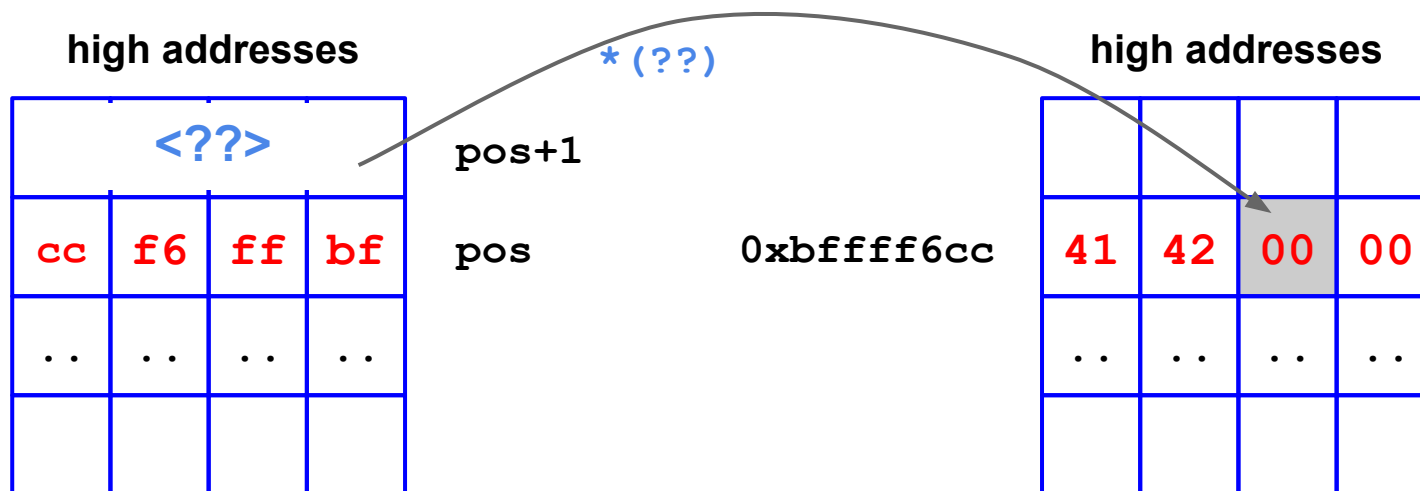 high addresses
*(??)
high addresses
<??>
pos+1
cc f6 ff bf
pos
0xbffff6cc
41 42 00 00
.. .. .. ..
.. .. .. ..